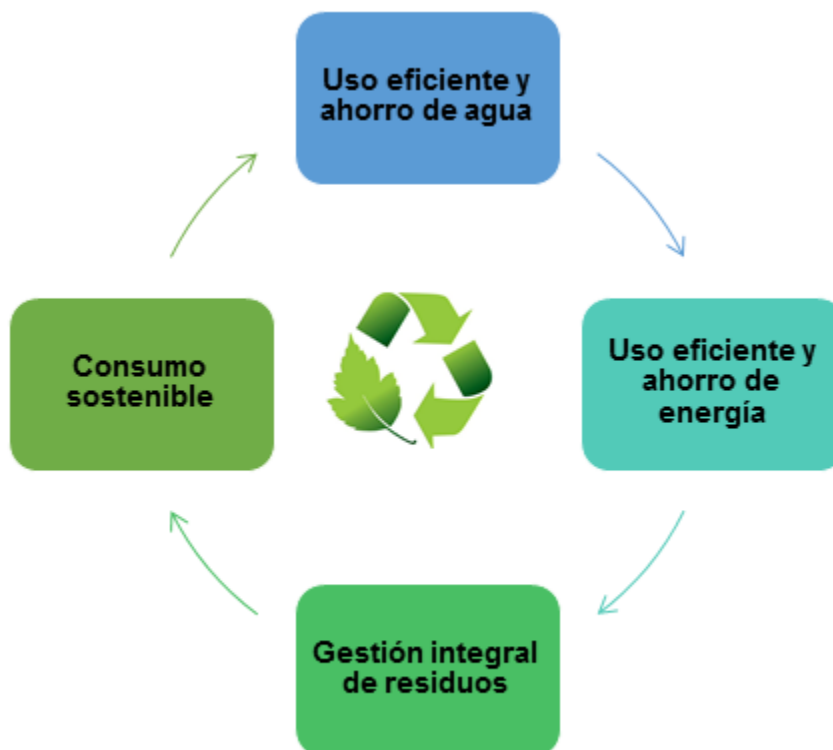 Uso eficiente y
ahorro de agua
Uso eficiente y
ahorro de
energía
Gestión integral
de residuos
Consumo
sostenible